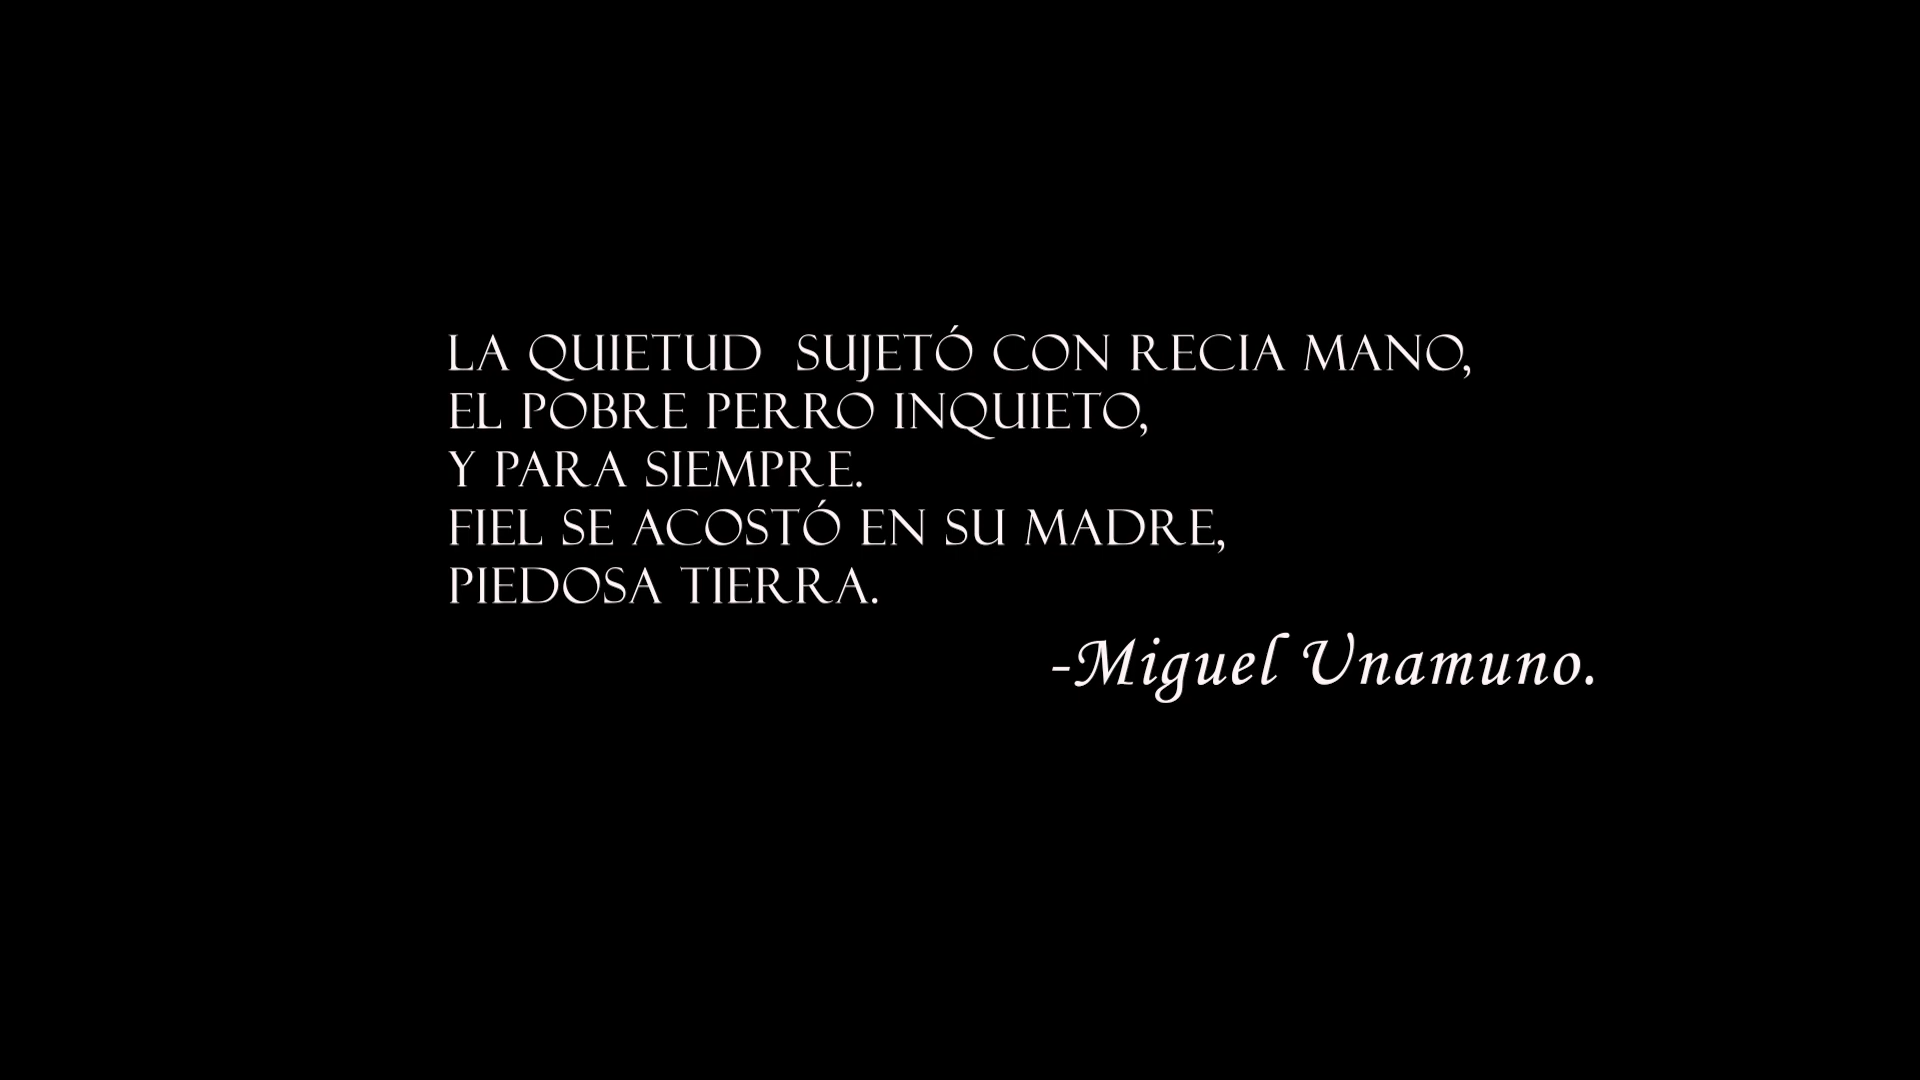 LA QUIETUD SUJETÓ CON RECIA MANO,
EL POBRE PERRO INQUIETO,
Y PARA SIEMPRE.
FIEL SE ACOSTÓ EN SU MADRE,
PIEDOSA TIERRA.
-Miguel Unamuno.